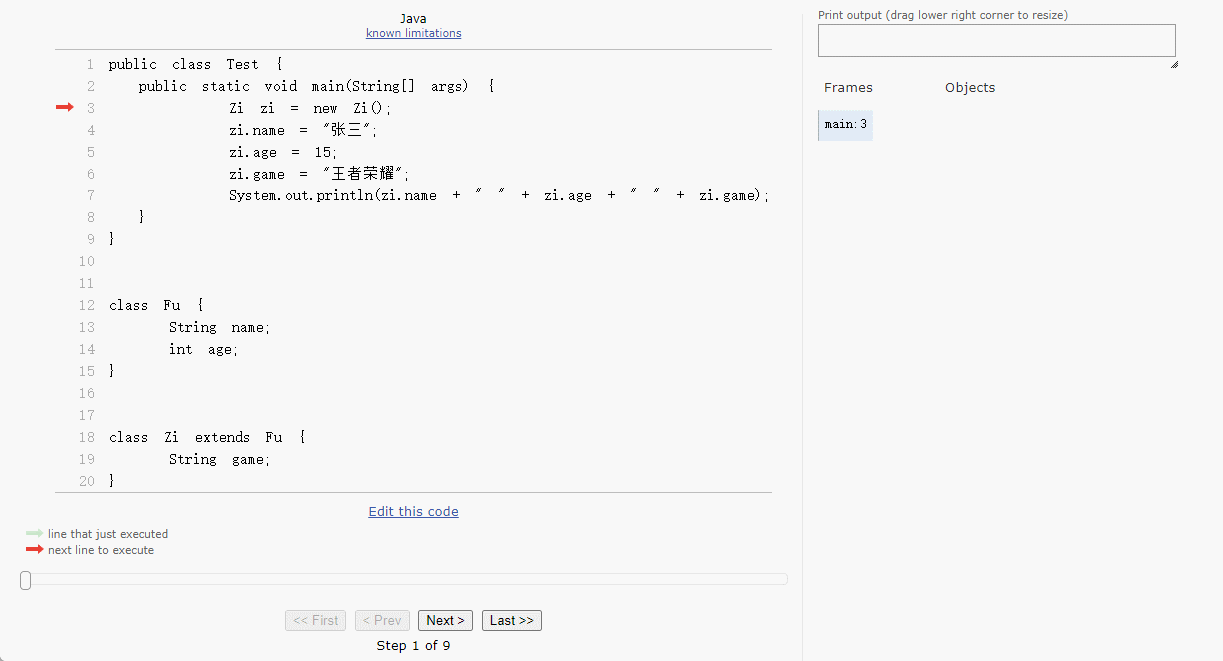 Java
known limitations
1 public class Test {
2     public static void main(String[] args) {
3         Zi zi = new Zi();
4         zi.name = "张三";
5         zi.age = 15;
6         zi.game = "王者荣耀";
7         System.out.println(zi.name + " " + zi.age + " " + zi.game);
8     }
9 }
10
11
12 class Fu {
13     String name;
14     int age;
15 }
16
17
18 class Zi extends Fu {
19     String game;
20 }
Edit this code
line that just executed
next line to execute
<< First < Prev Next > Last >>
Step 1 of 9
Print output (drag lower right corner to resize)
Frames Objects
main:3